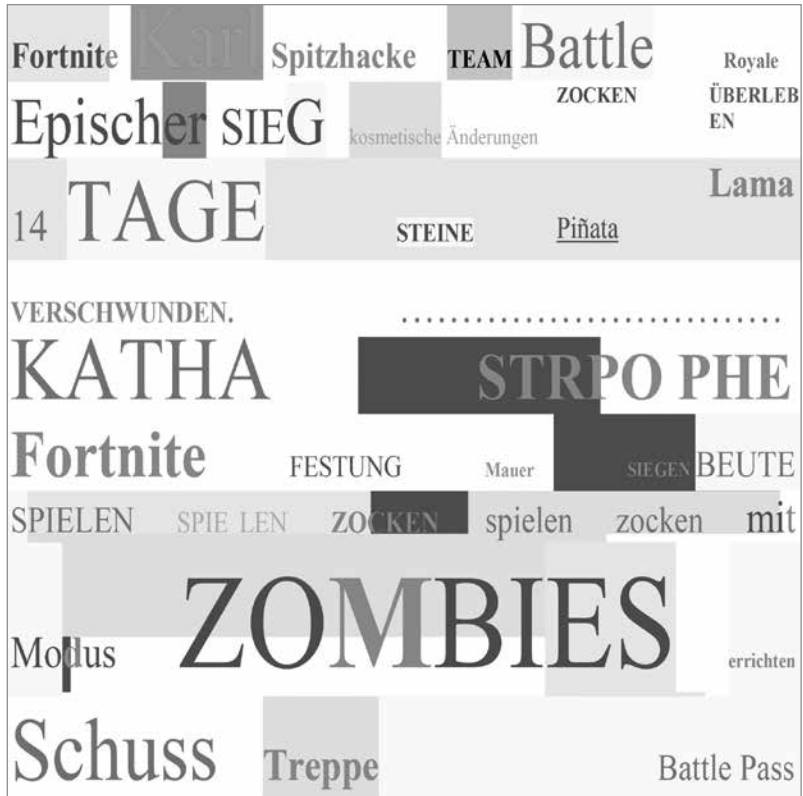 Fortnite Karl Spitzhacke TEAM Battle Royale
Epischer SIEG kosmetische Änderungen ZOCKEN ÜBERLEB
EN
14 TAGE STEINE Piñata Lama
VERSCHWUNDEN. ................................
KATHA STRPO PHE
Fortnite FESTUNG Mauer SIEGEN BEUTE
SPIELEN SPIE LEN ZOCKEN spielen zocken mit
Modus ZOMBIES errichten
Schuss Treppe Battle Pass